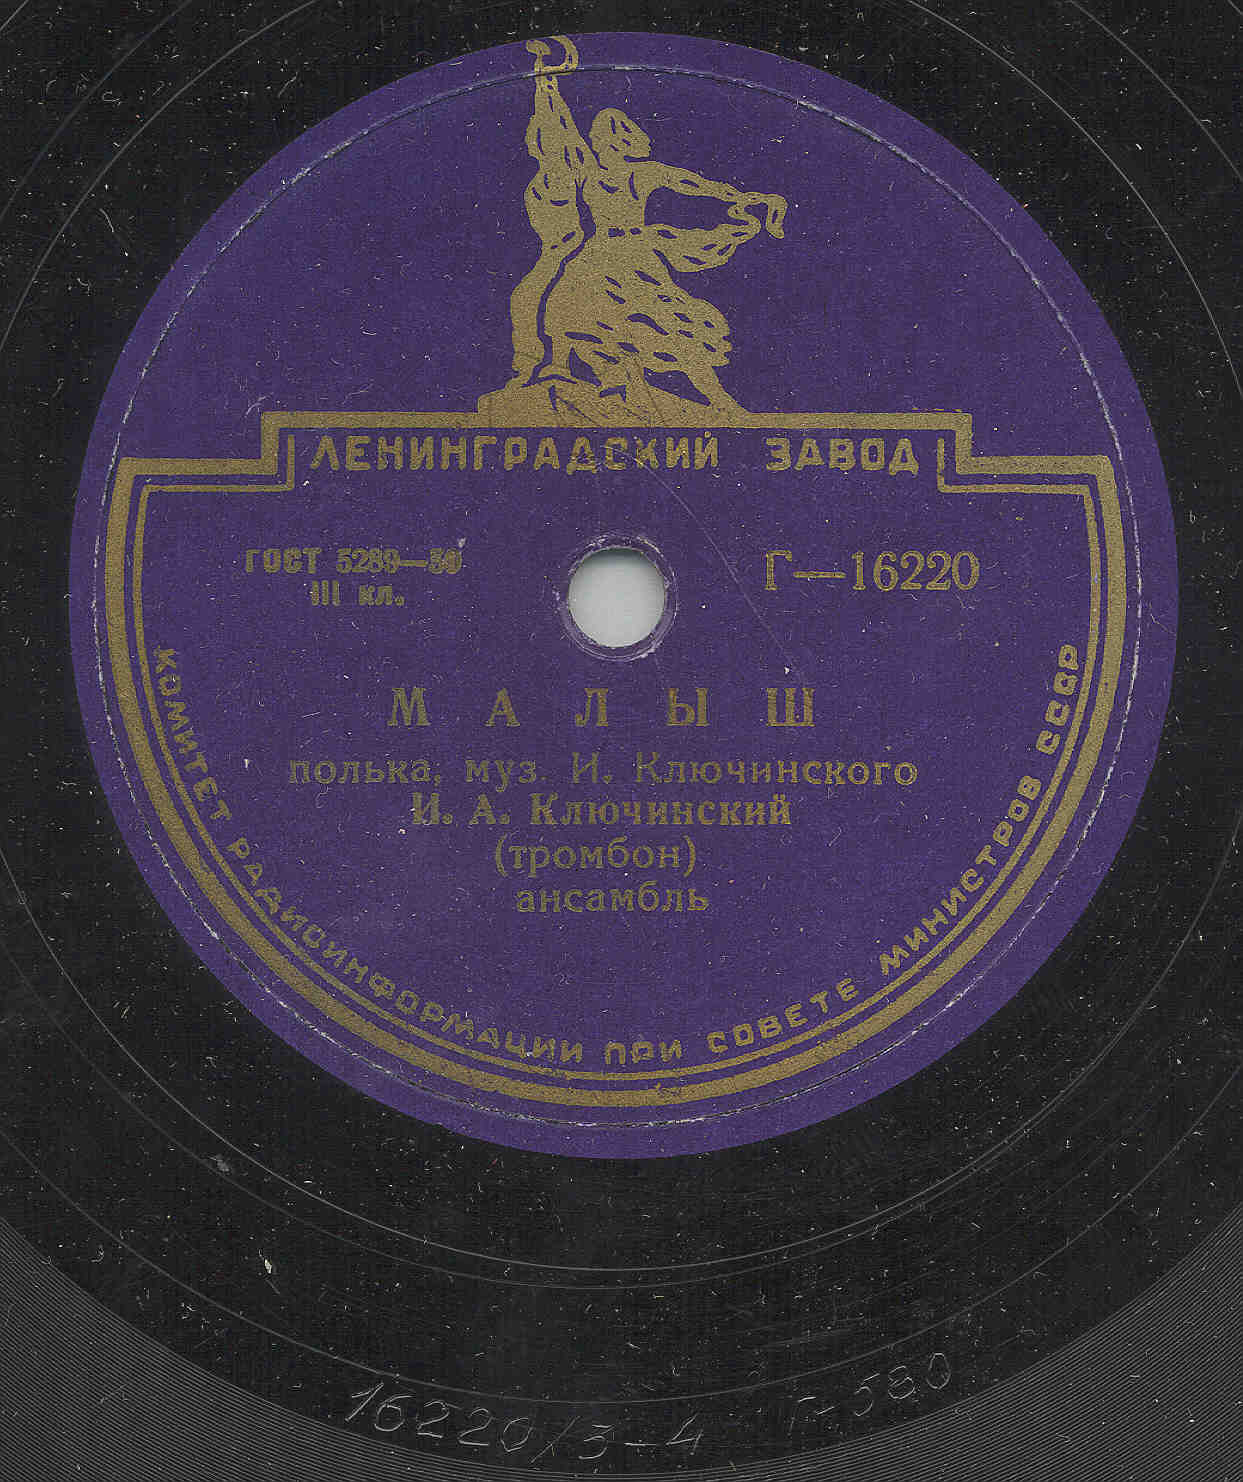 ЛЕНИНГРАДСКИЙ ЗАВОД
ГОСТ 5289—50
III кл.
Г—16220
МАЛЫШ
полька, муз. И. Ключинского
И. А. Ключинский
(тромбон)
ансамбль
КОМИТЕТ РАДИОИНФОРМАЦИИ ПРИ СОВЕТЕ МИНИСТРОВ СССР
16220/3-4 Г-580